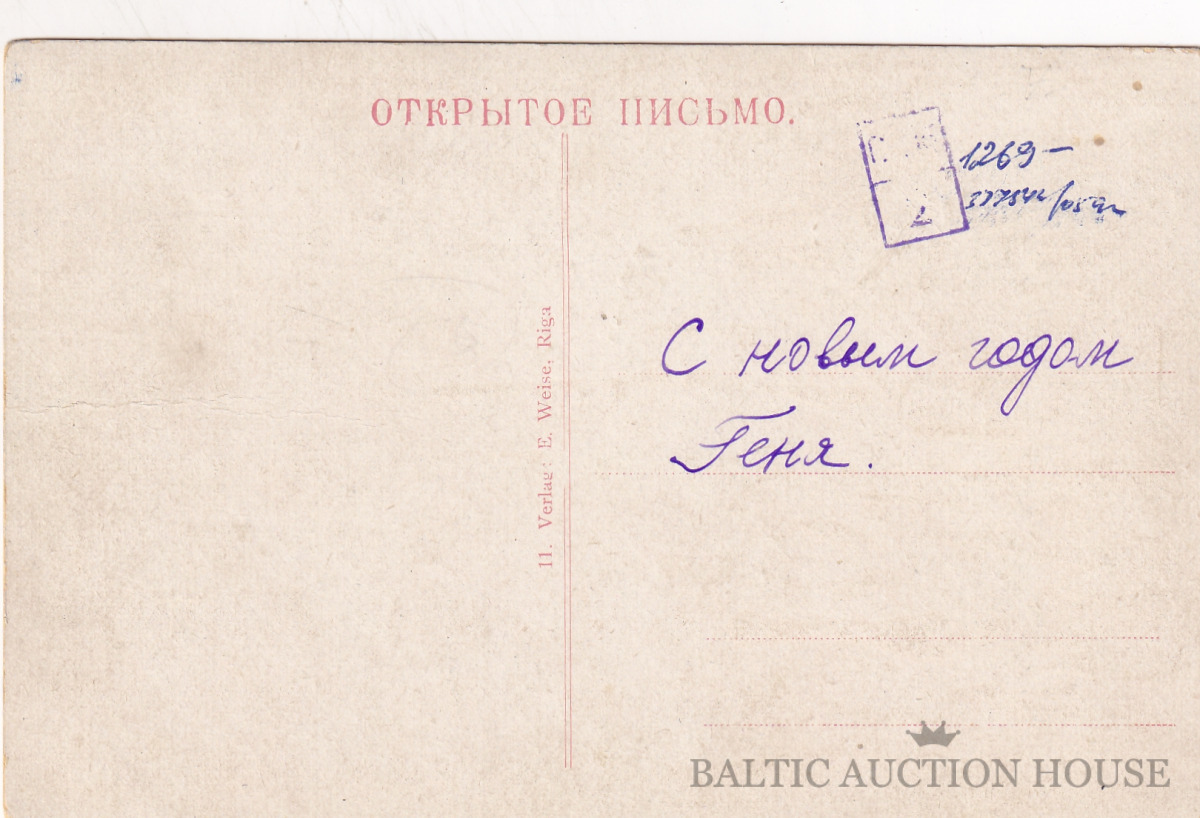 ОТКРЫТОЕ ПИСЬМО.
1269-
С новым годом
Геня.
11. Verlag: E. Weise, Riga
BALTIC AUCTION HOUSE